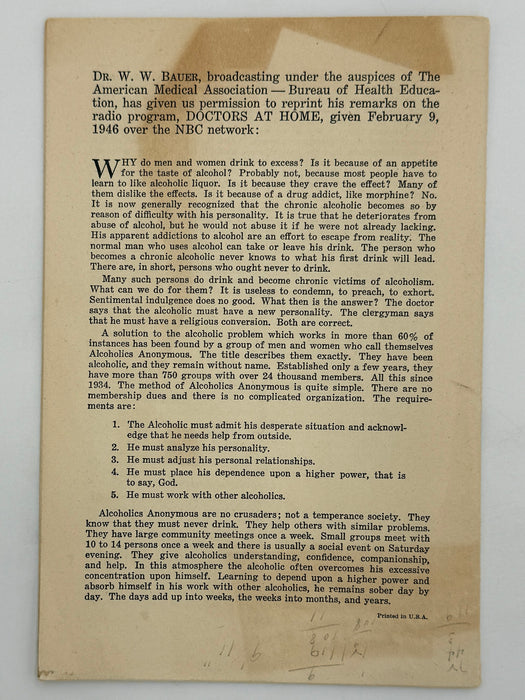 DR. W. W. BAUER, broadcasting under the auspices of The
American Medical Association — Bureau of Health Educa-
tion, has given us permission to reprint his remarks on the
radio program, DOCTORS AT HOME, given February 9,
1946 over the NBC network:
WHY do men and women drink to excess? Is it because of an appetite
for the taste of alcohol? Probably not, because most people have to
learn to like alcoholic liquor. Is it because they crave the effect? Many of
them dislike the effects. Is it because of a drug addict, like morphine? No.
It is now generally recognized that the chronic alcoholic becomes so by
reason of difficulty with his personality. It is true that he deteriorates from
abuse of alcohol, but he would not abuse it if he were not already lacking.
His apparent addictions to alcohol are an effort to escape from reality. The
normal man who uses alcohol can take or leave his drink. The person who
becomes a chronic alcoholic never knows to what his first drink will lead.
There are, in short, persons who ought never to drink.
Many such persons do drink and become chronic victims of alcoholism.
What can we do for them? It is useless to condemn, to preach, to exhort.
Sentimental indulgence does no good. What then is the answer? The doctor
says that the alcoholic must have a new personality. The clergyman says
that he must have a religious conversion. Both are correct.
A solution to the alcoholic problem which works in more than 60% of
instances has been found by a group of men and women who call themselves
Alcoholics Anonymous. The title describes them exactly. They have been
alcoholic, and they remain without name. Established only a few years, they
have more than 750 groups with over 24 thousand members. All this since
1934. The method of Alcoholics Anonymous is quite simple. There are no
membership dues and there is no complicated organization. The require-
ments are:
1. The Alcoholic must admit his desperate situation and acknowl-
edge that he needs help from outside.
2. He must analyze his personality.
3. He must adjust his personal relationships.
4. He must place his dependence upon a higher power, that is
to say, God.
5. He must work with other alcoholics.
Alcoholics Anonymous are no crusaders; not a temperance society. They
know that they must never drink. They help others with similar problems.
They have large community meetings once a week. Small groups meet with
10 to 14 persons once a week and there is usually a social event on Saturday
evening. They give alcoholics understanding, confidence, companionship,
and help. In this atmosphere the alcoholic often overcomes his excessive
concentration upon himself. Learning to depend upon a higher power and
absorb himself in his work with other alcoholics, he remains sober day by
day. The days add up into weeks, the weeks into months, and years.
Printed in U.S.A.